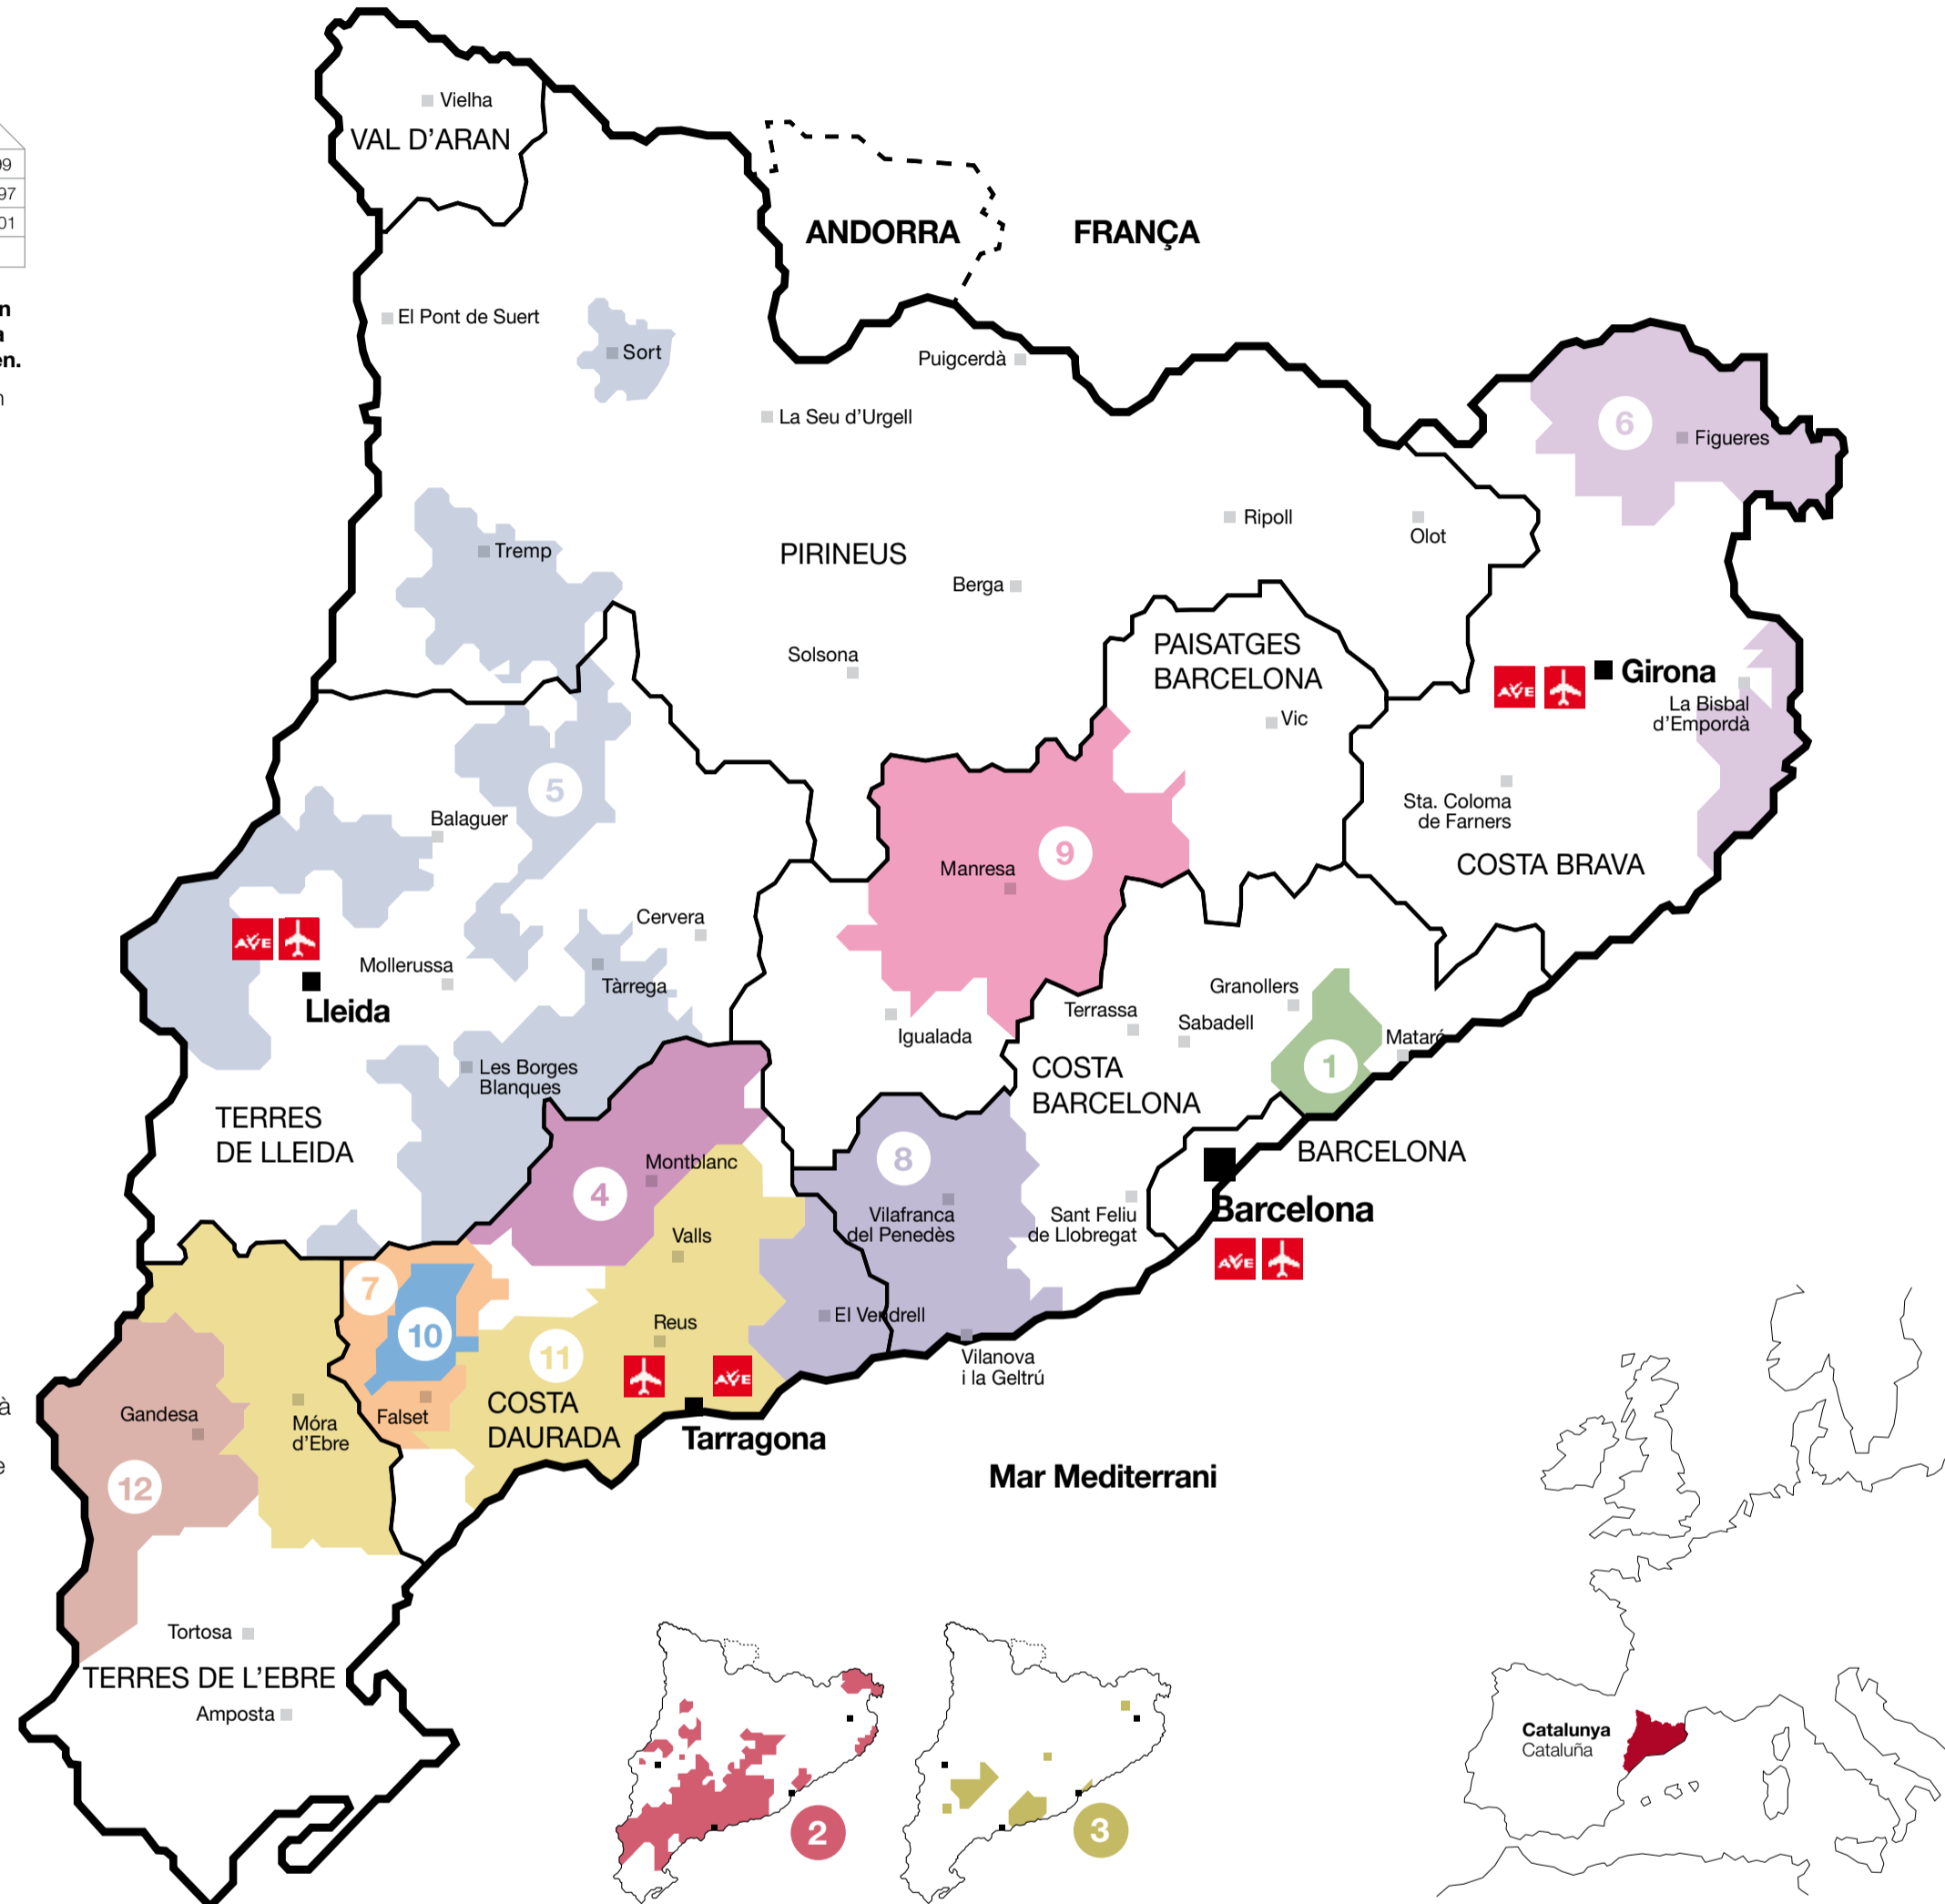 99
97
01
n
a
en.
n
à
e
Vielha
VAL D'ARAN
ANDORRA
FRANÇA
El Pont de Suert
Sort
Puigcerdà
La Seu d'Urgell
6
Figueres
Ripoll
Olot
Tremp
PIRINEUS
Berga
Solsona
PAISATGES
BARCELONA
Vic
AVE
Girona
La Bisbal
d'Empordà
5
Balaguer
Manresa
9
Sta. Coloma
de Farners
COSTA BRAVA
Cervera
AVE
Mollerussa
Tàrrega
Lleida
Igualada
Terrassa
Granollers
Sabadell
Mataró
1
Les Borges
Blanques
COSTA
BARCELONA
TERRES
DE LLEIDA
BARCELONA
8
Montblanc
4
Vilafranca
del Penedès
Sant Feliu
de Llobregat
Barcelona
AVE
Valls
7
10
El Vendrell
Reus
11
Vilanova
i la Geltrú
AVE
Gandesa
Móra
d'Ebre
Falset
COSTA
DAURADA
Tarragona
12
Mar Mediterrani
Tortosa
TERRES DE L'EBRE
Amposta
2
3
Catalunya
Cataluña